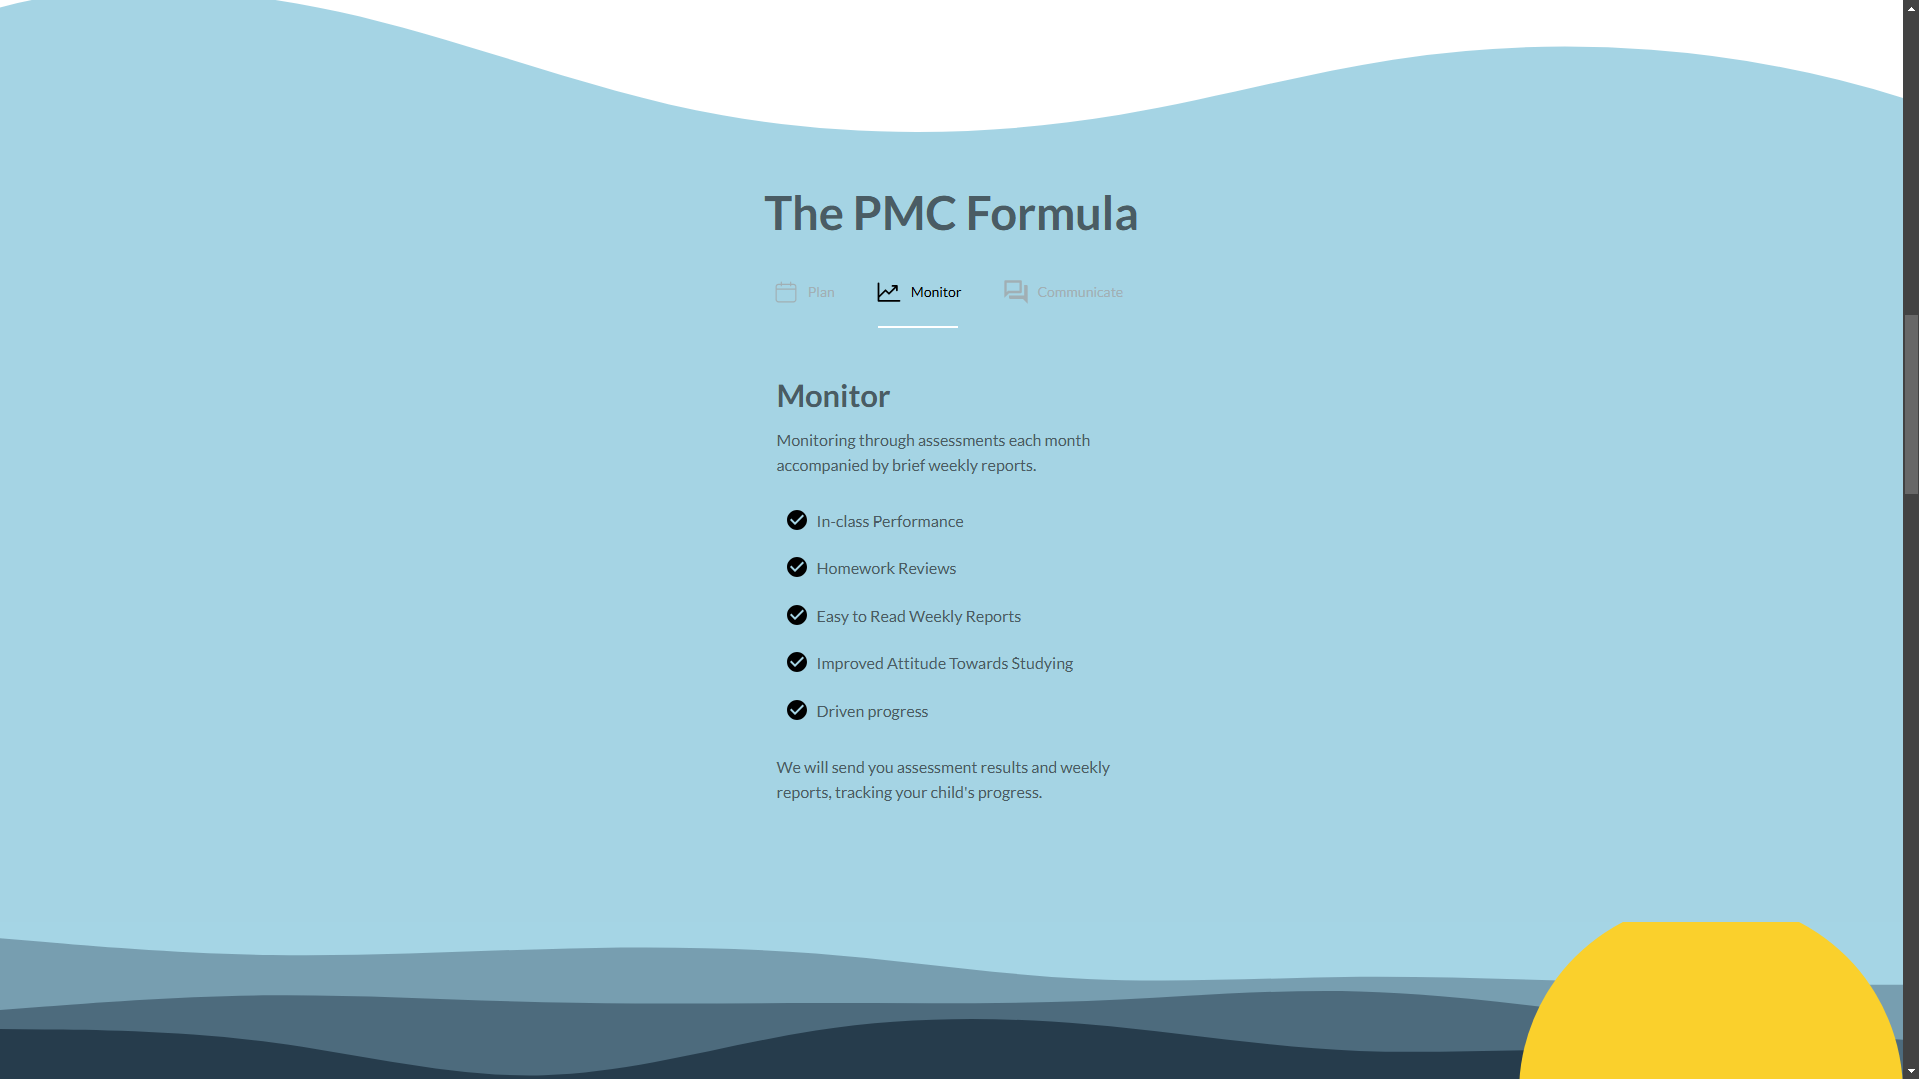 The PMC Formula
Plan
Monitor
Communicate
Monitor
Monitoring through assessments each month
accompanied by brief weekly reports.
In-class Performance
Homework Reviews
Easy to Read Weekly Reports
Improved Attitude Towards Studying
Driven progress
We will send you assessment results and weekly
reports, tracking your child's progress.